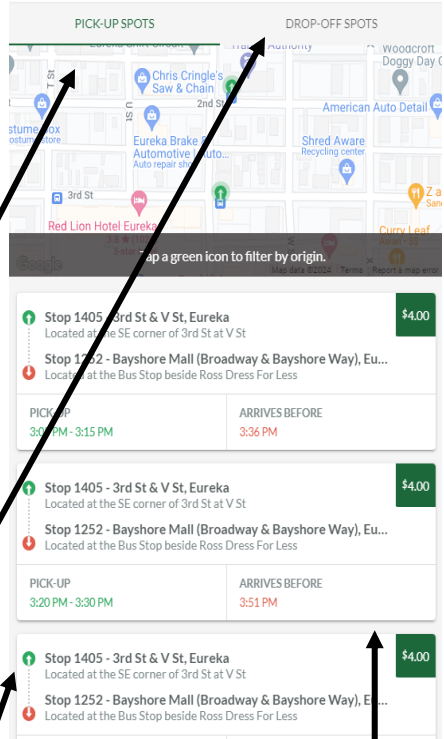 PICK-UP SPOTS
DROP-OFF SPOTS
Authority
Woodcroft
Doggy Day
T St
Chris Cringle's
Saw & Chain
2nd St
U St
American Auto Detail
Eureka Brake &
Automotive
Auto repair
Shred Aware
Recycling center
3rd St
Red Lion Hotel Eureka
Curry Leaf
Tap a green icon to filter by origin.
Google
Map data ©2024
Terms
Report a map error
Stop 1405 - 3rd St & V St, Eureka
$4.00
Located at the SE corner of 3rd St at V St
Stop 1252 - Bayshore Mall (Broadway & Bayshore Way), Eu...
Located at the Bus Stop beside Ross Dress For Less
PICK-UP
ARRIVES BEFORE
PM - 3:15 PM
3:36 PM
Stop 1405 - 3rd St & V St, Eureka
$4.00
Located at the SE corner of 3rd St at V St
Stop 1252 - Bayshore Mall (Broadway & Bayshore Way), Eu...
Located at the Bus Stop beside Ross Dress For Less
PICK-UP
ARRIVES BEFORE
3:20 PM - 3:30 PM
3:51 PM
Stop 1405 - 3rd St & V St, Eureka
$4.00
Located at the SE corner of 3rd St at V St
Stop 1252 - Bayshore Mall (Broadway & Bayshore Way), E...
Located at the Bus Stop beside Ross Dress For Less